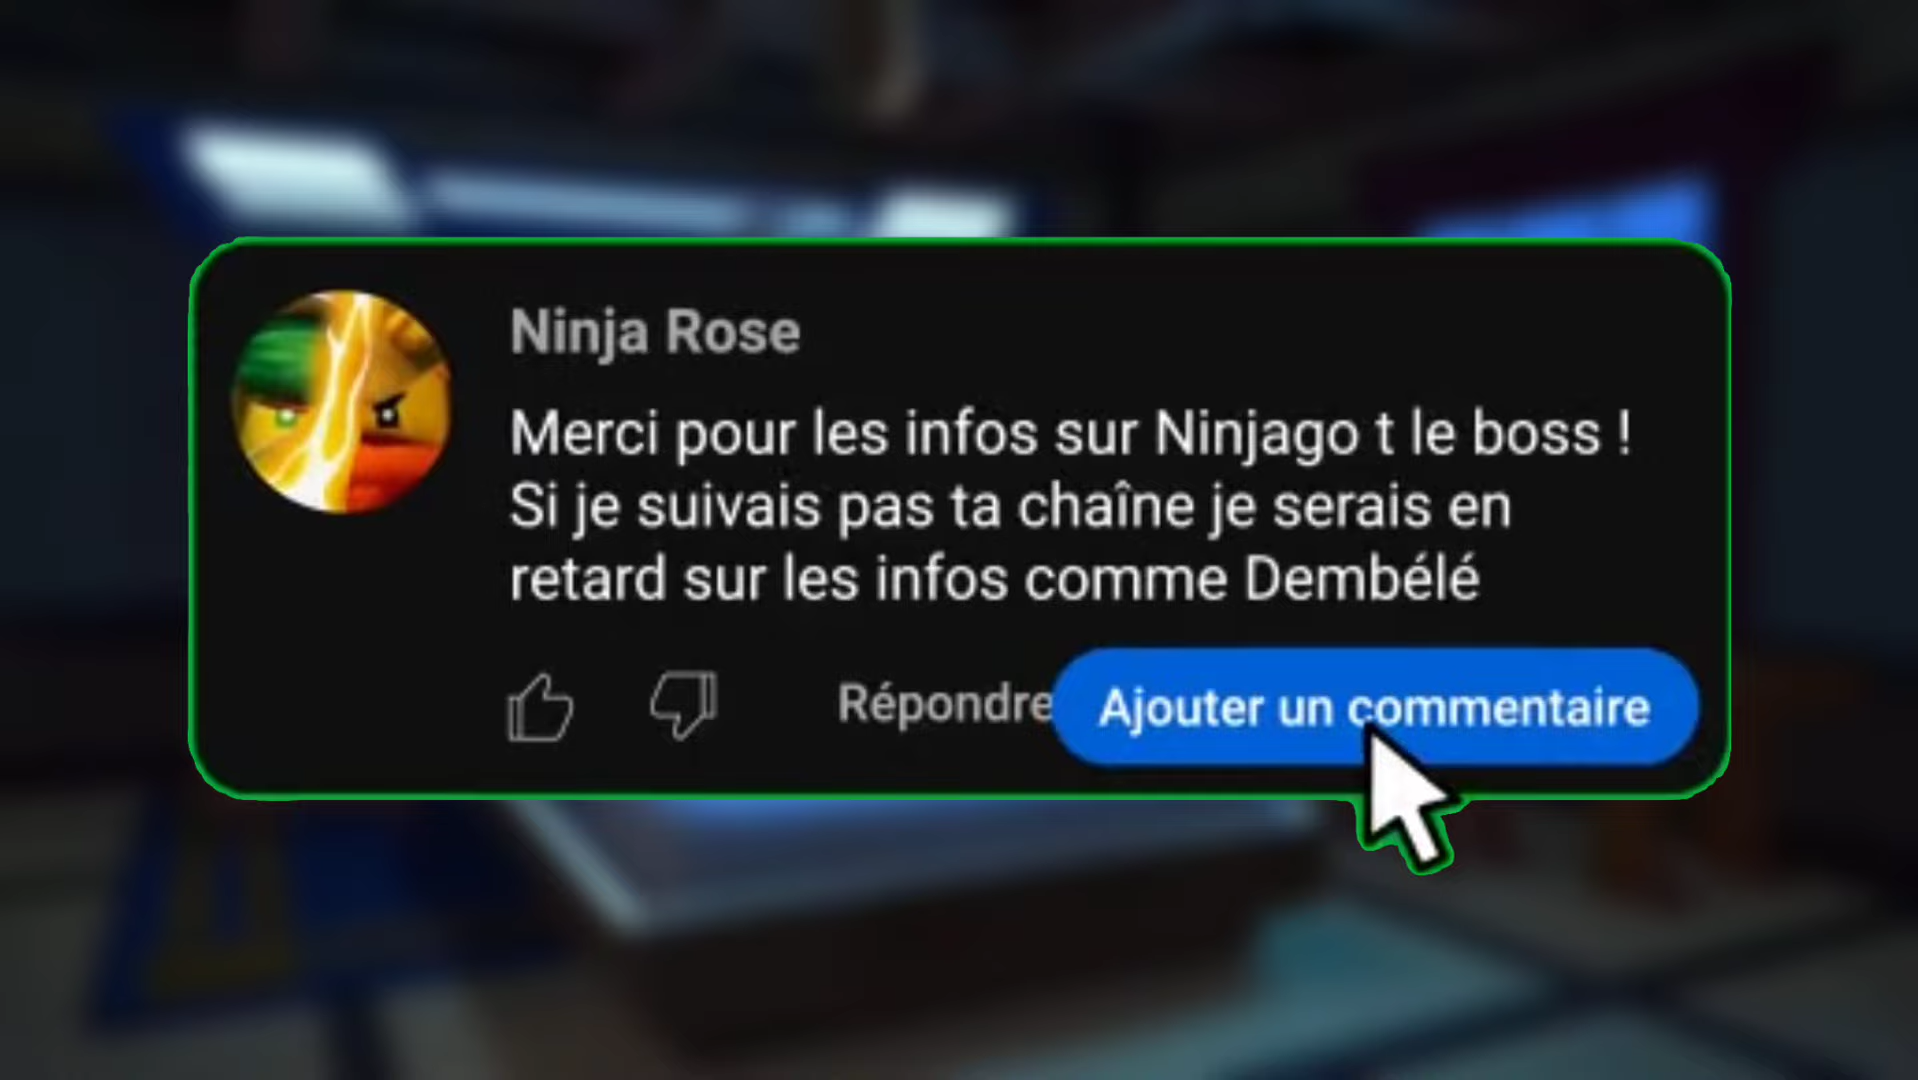 Ninja Rose
Merci pour les infos sur Ninjago t le boss !
Si je suivais pas ta chaîne je serais en
retard sur les infos comme Dembélé
Répondre
Ajouter un commentaire